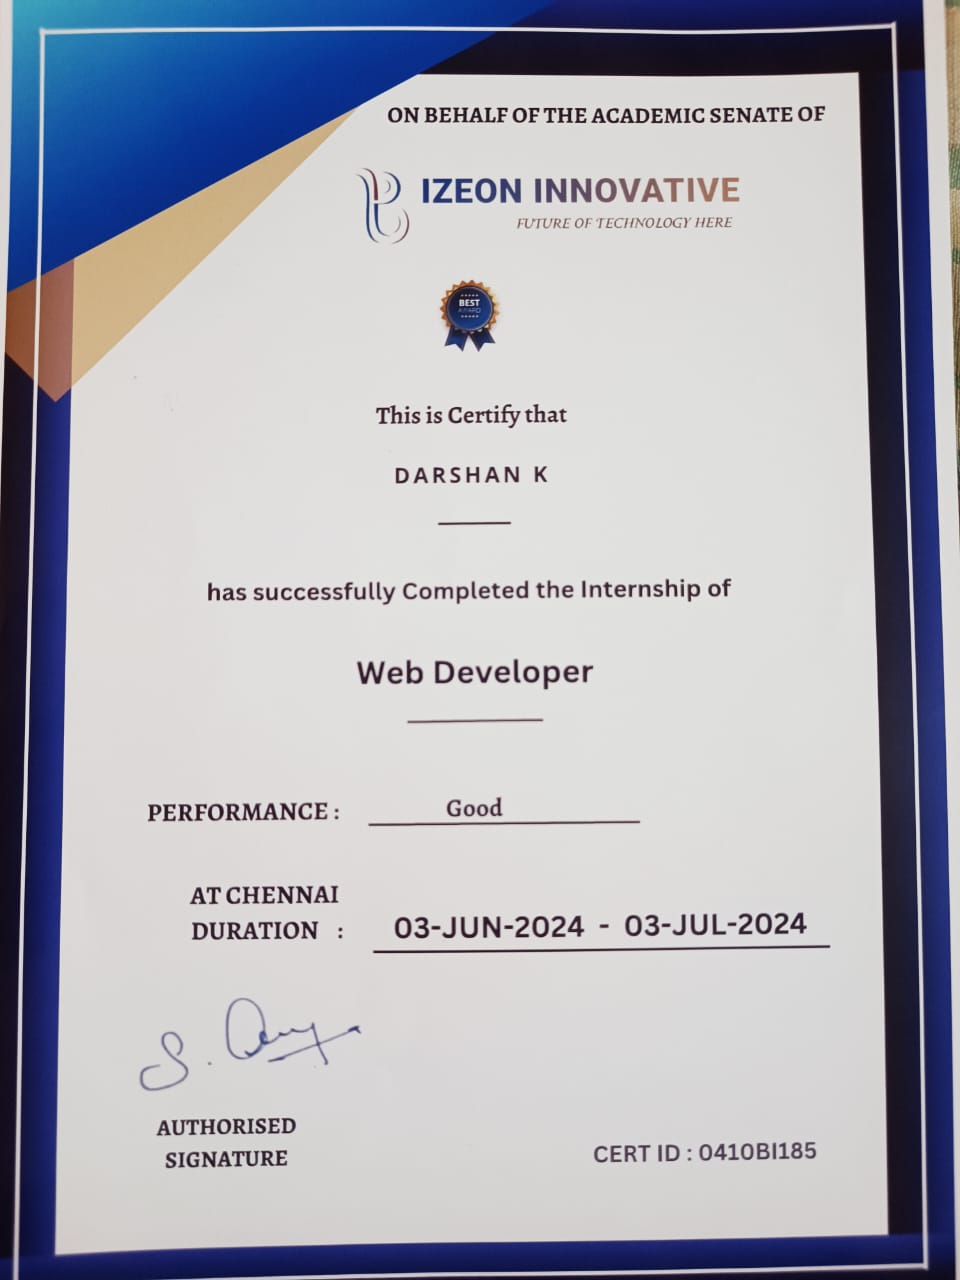 ON BEHALF OF THE ACADEMIC SENATE OF
IZEON INNOVATIVE
FUTURE OF TECHNOLOGY HERE
BEST
AWARD
This is Certify that
DARSHAN K
has successfully Completed the Internship of
Web Developer
PERFORMANCE : Good
AT CHENNAI
DURATION : 03-JUN-2024 - 03-JUL-2024
S.
AUTHORISED
SIGNATURE
CERT ID : 0410BI185